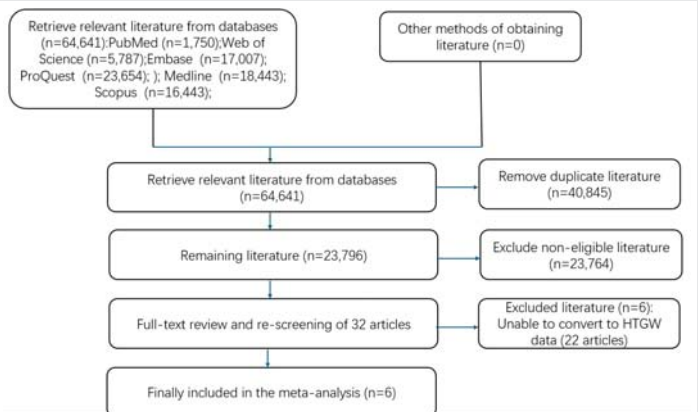 Retrieve relevant literature from databases
(n=64,641):PubMed (n=1,750);Web of
Science (n=5,787);Embase (n=17,007);
ProQuest (n=23,654); ); Medline (n=18,443);
Scopus (n=16,443);
Other methods of obtaining
literature (n=0)
Retrieve relevant literature from databases
(n=64,641)
Remove duplicate literature
(n=40,845)
Remaining literature (n=23,796)
Exclude non-eligible literature
(n=23,764)
Full-text review and re-screening of 32 articles
Excluded literature (n=6):
Unable to convert to HTGW
data (22 articles)
Finally included in the meta-analysis (n=6)